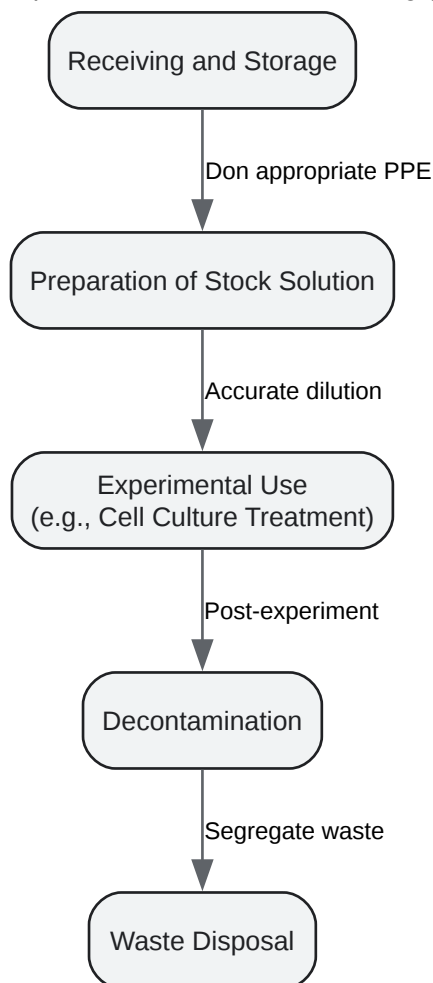 Receiving and Storage
Don appropriate PPE
Preparation of Stock Solution
Accurate dilution
Experimental Use
(e.g., Cell Culture Treatment)
Post-experiment
Decontamination
Segregate waste
Waste Disposal